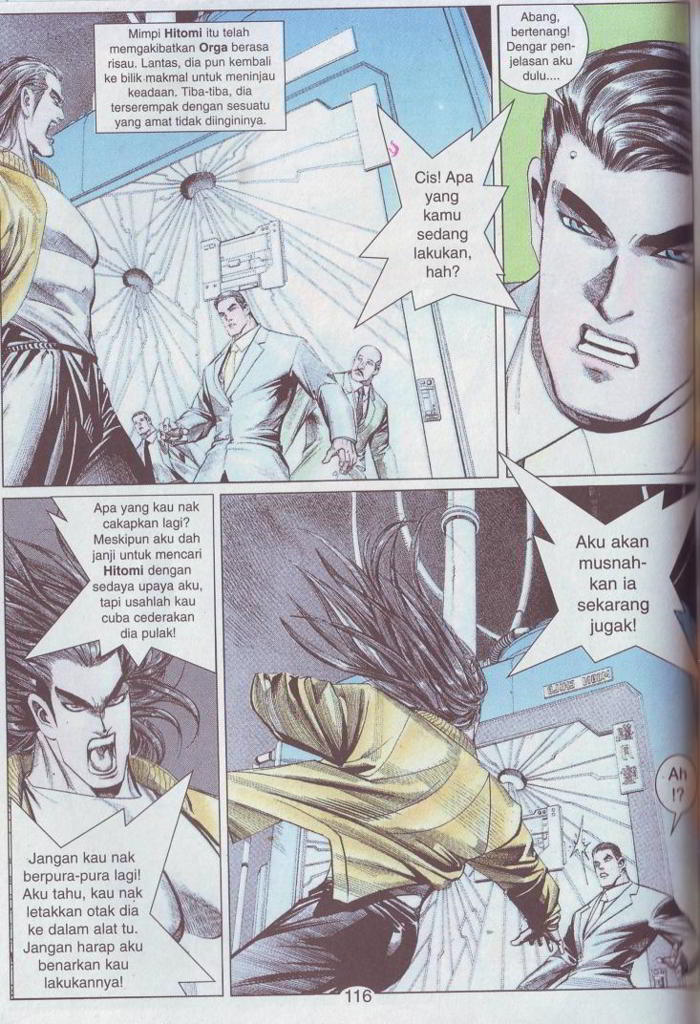 Mimpi Hitomi itu telah
memgakibatkan Orga berasa
risau. Lantas, dia pun kembali
ke bilik makmal untuk meninjau
keadaan. Tiba-tiba, dia
terserempak dengan sesuatu
yang amat tidak diingininya.
Cis! Apa
yang
kamu
sedang
lakukan,
hah?
Abang,
bertenang!
Dengar pen-
jelasan aku
dulu....
Apa yang kau nak
cakapkan lagi?
Meskipun aku dah
janji untuk mencari
Hitomi dengan
sedaya upaya aku,
tapi usahlah kau
cuba cederakan
dia pulak!
Jangan kau nak
berpura-pura lagi!
Aku tahu, kau nak
letakkan otak dia
ke dalam alat tu.
Jangan harap aku
benarkan kau
lakukannya!
Aku akan
musnah-
kan ia
sekarang
jugak!
Ah
!?
116